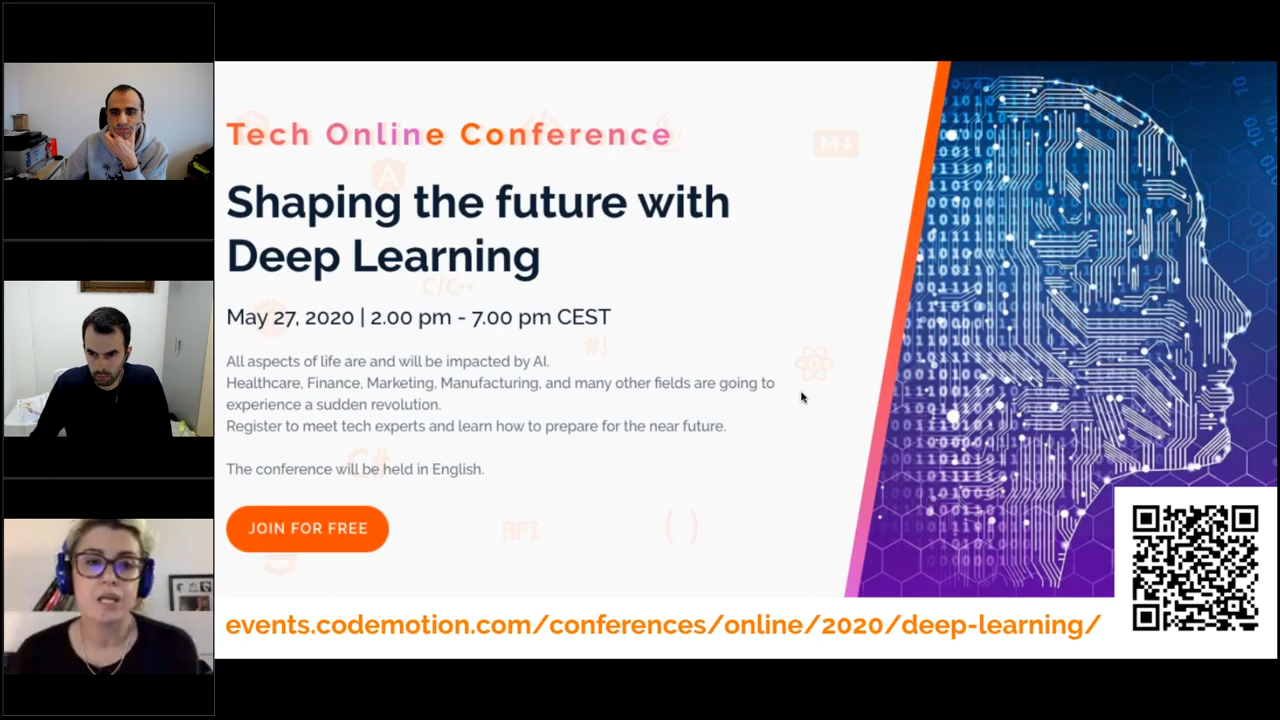 Tech Online Conference
Shaping the future with
Deep Learning
May 27, 2020 | 2.00 pm - 7.00 pm CEST
All aspects of life are and will be impacted by AI.
Healthcare, Finance, Marketing, Manufacturing, and many other fields are going to
experience a sudden revolution.
Register to meet tech experts and learn how to prepare for the near future.
The conference will be held in English.
JOIN FOR FREE
events.codemotion.com/conferences/online/2020/deep-learning/
M
A
C/C++
#!
C#
API
( )